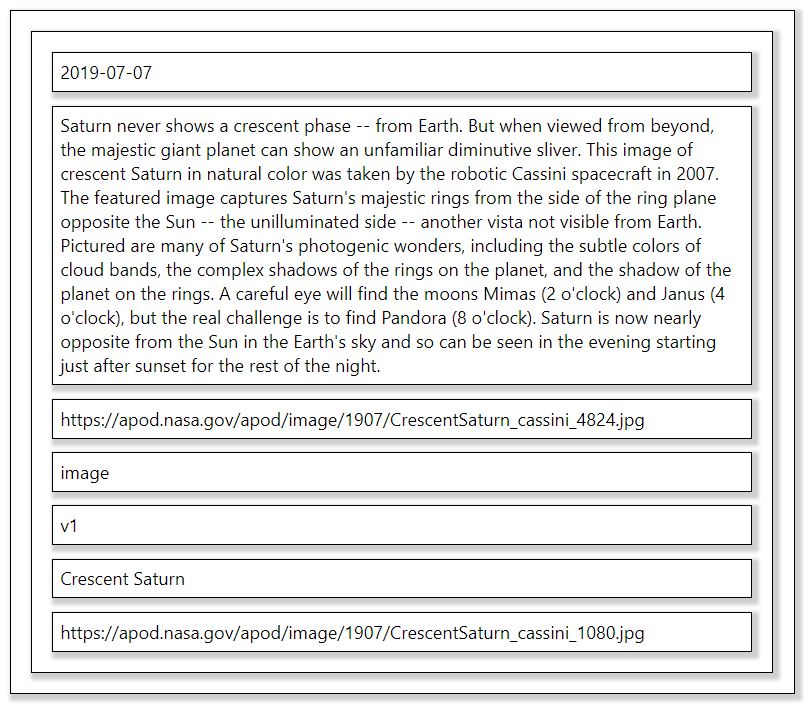 2019-07-07
Saturn never shows a crescent phase -- from Earth. But when viewed from beyond,
the majestic giant planet can show an unfamiliar diminutive sliver. This image of
crescent Saturn in natural color was taken by the robotic Cassini spacecraft in 2007.
The featured image captures Saturn's majestic rings from the side of the ring plane
opposite the Sun -- the unilluminated side -- another vista not visible from Earth.
Pictured are many of Saturn's photogenic wonders, including the subtle colors of
cloud bands, the complex shadows of the rings on the planet, and the shadow of the
planet on the rings. A careful eye will find the moons Mimas (2 o'clock) and Janus (4
o'clock), but the real challenge is to find Pandora (8 o'clock). Saturn is now nearly
opposite from the Sun in the Earth's sky and so can be seen in the evening starting
just after sunset for the rest of the night.
https://apod.nasa.gov/apod/image/1907/CrescentSaturn_cassini_4824.jpg
image
v1
Crescent Saturn
https://apod.nasa.gov/apod/image/1907/CrescentSaturn_cassini_1080.jpg